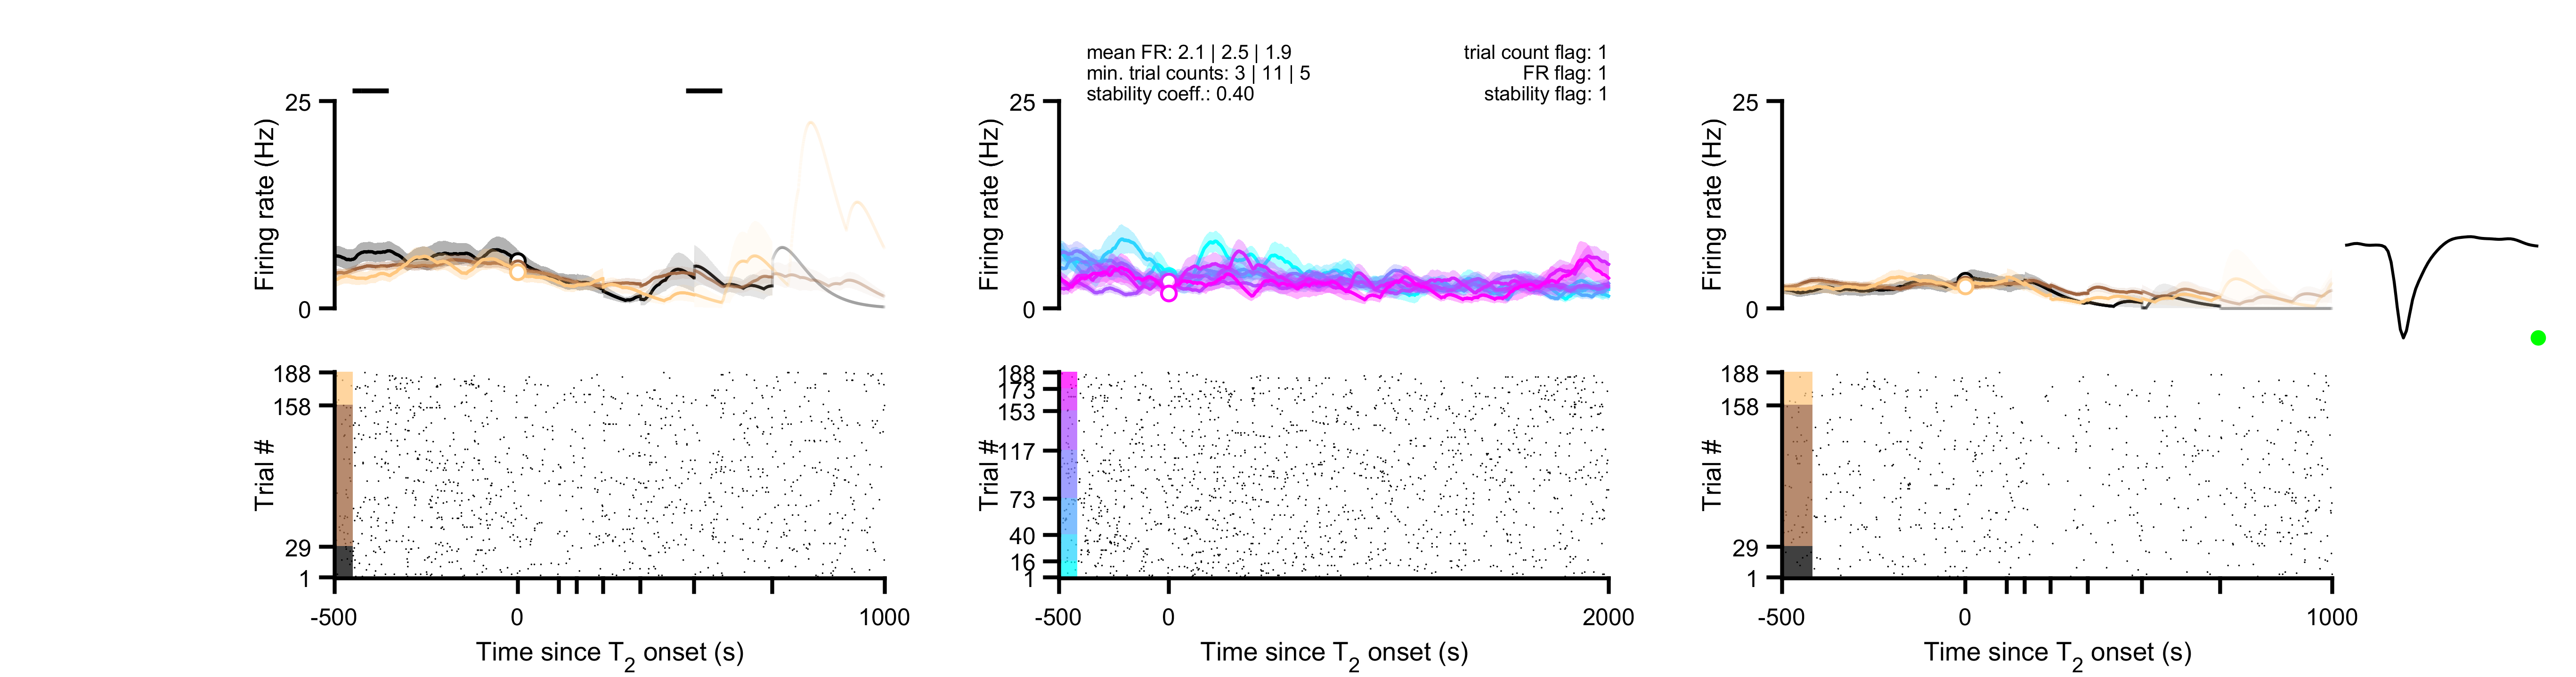 mean FR: 2.1 | 2.5 | 1.9
min. trial counts: 3 | 11 | 5
stability coeff.: 0.40
trial count flag: 1
FR flag: 1
stability flag: 1
25
Firing rate (Hz)
0
25
Firing rate (Hz)
0
25
Firing rate (Hz)
0
188
158
Trial #
29
1
-500
0
1000
Time since T2 onset (s)
188
173
153
117
73
40
16
1
Trial #
-500
0
2000
Time since T2 onset (s)
188
158
Trial #
29
1
-500
0
1000
Time since T2 onset (s)